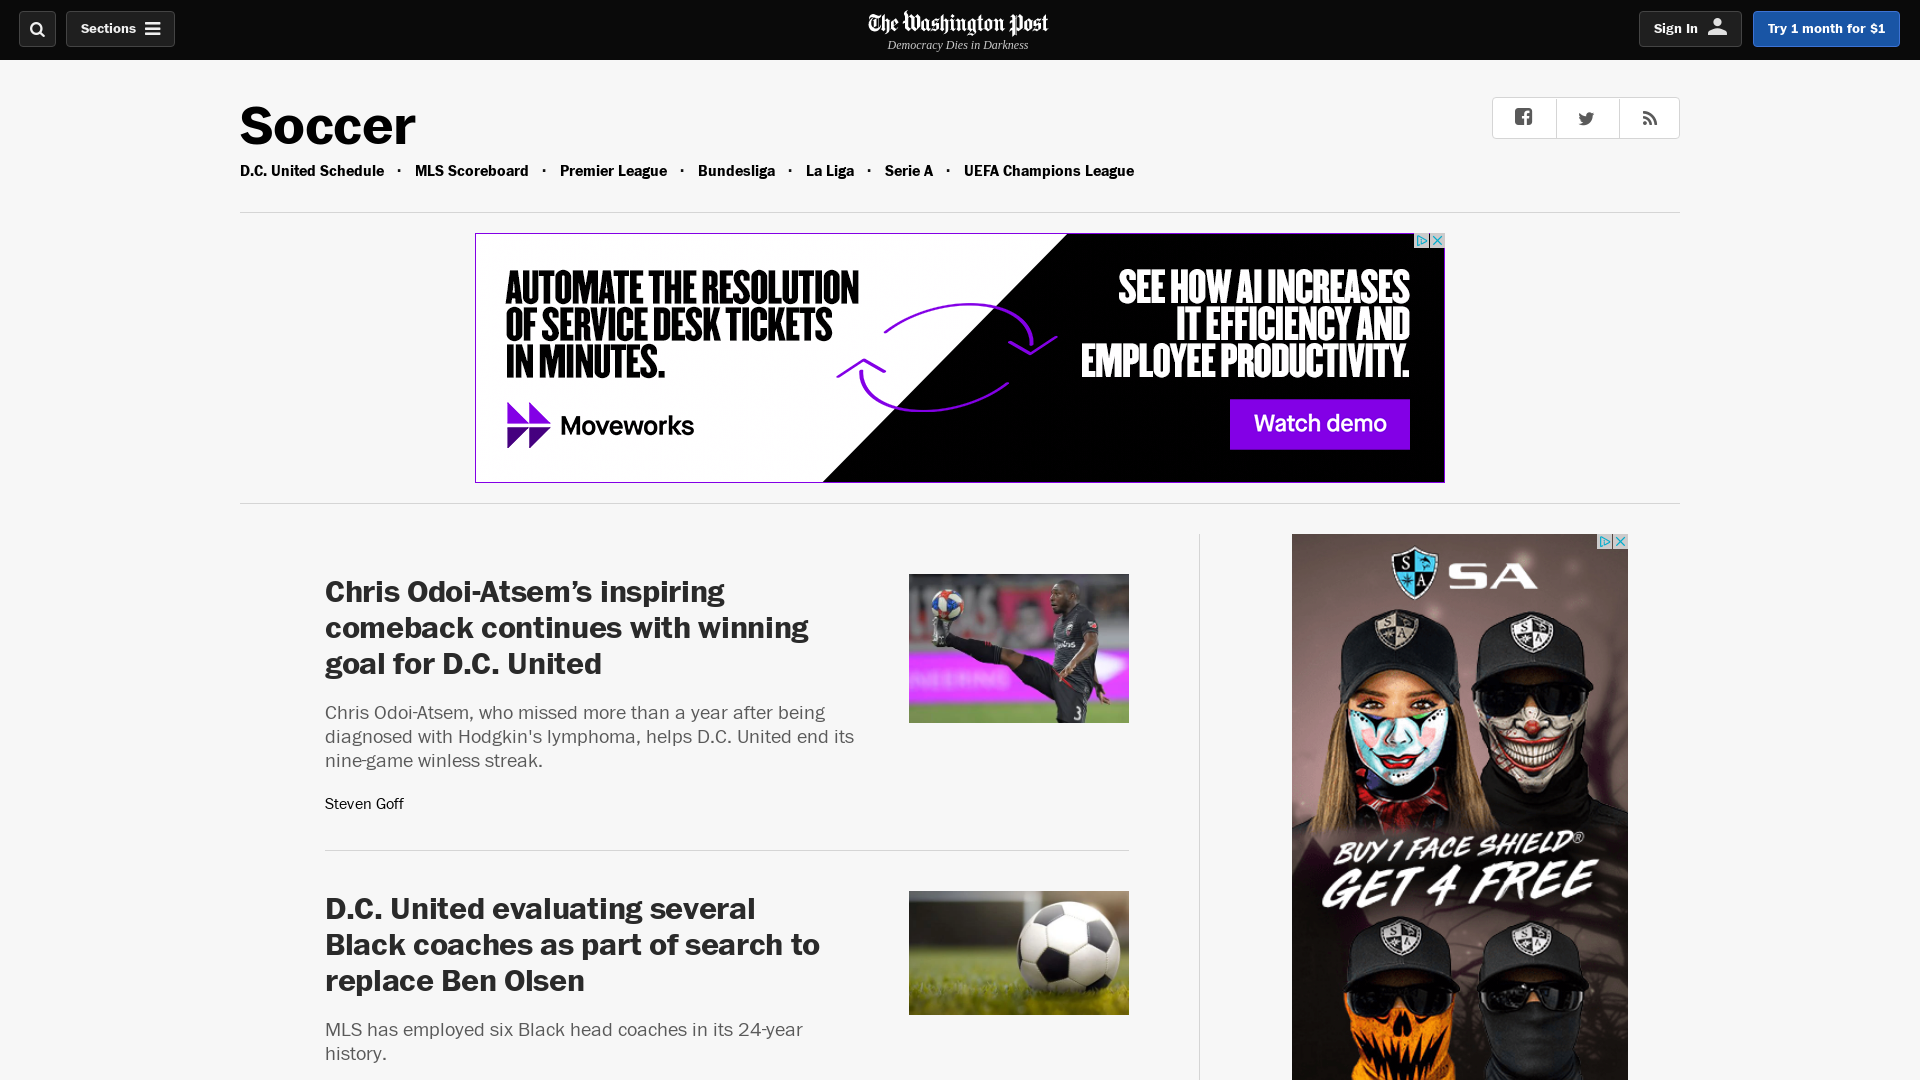 Sections
The Washington Post
Democracy Dies in Darkness
Sign In
Try 1 month for $1
Soccer
D.C. United Schedule · MLS Scoreboard · Premier League · Bundesliga · La Liga · Serie A · UEFA Champions League
AUTOMATE THE RESOLUTION
OF SERVICE DESK TICKETS
IN MINUTES.
Moveworks
SEE HOW AI INCREASES
IT EFFICIENCY AND
EMPLOYEE PRODUCTIVITY.
Watch demo
Chris Odoi-Atsem’s inspiring
comeback continues with winning
goal for D.C. United
Chris Odoi-Atsem, who missed more than a year after being
diagnosed with Hodgkin's lymphoma, helps D.C. United end its
nine-game winless streak.
Steven Goff
3
D.C. United evaluating several
Black coaches as part of search to
replace Ben Olsen
MLS has employed six Black head coaches in its 24-year
history.
S A
SA
BUY 1 FACE SHIELD®
GET 4 FREE